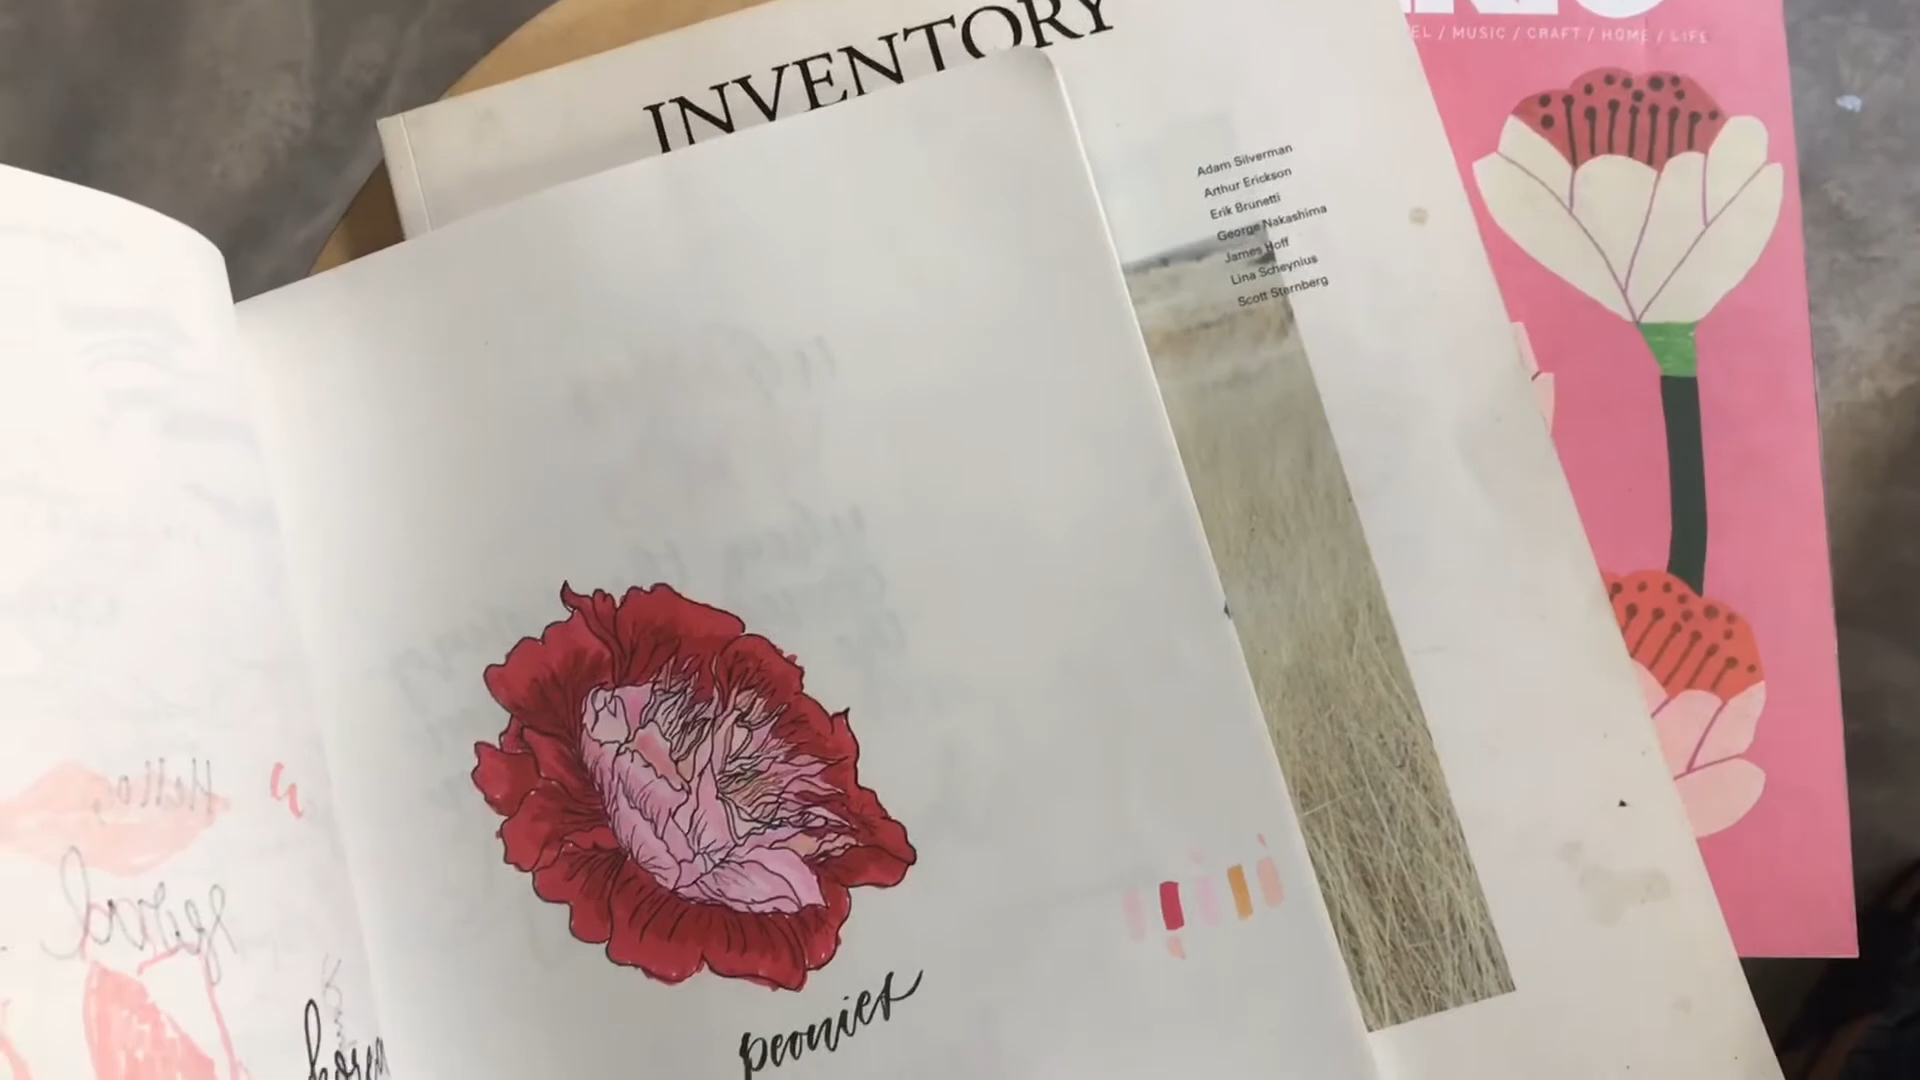 INVENTORY
/ MUSIC / CRAFT / HOME / LIFE
Adam Silverman
Arthur Erickson
Erik Brunetti
George Nakashima
James Hoff
Lina Scheynius
Scott Sternberg
Hello,
peonies